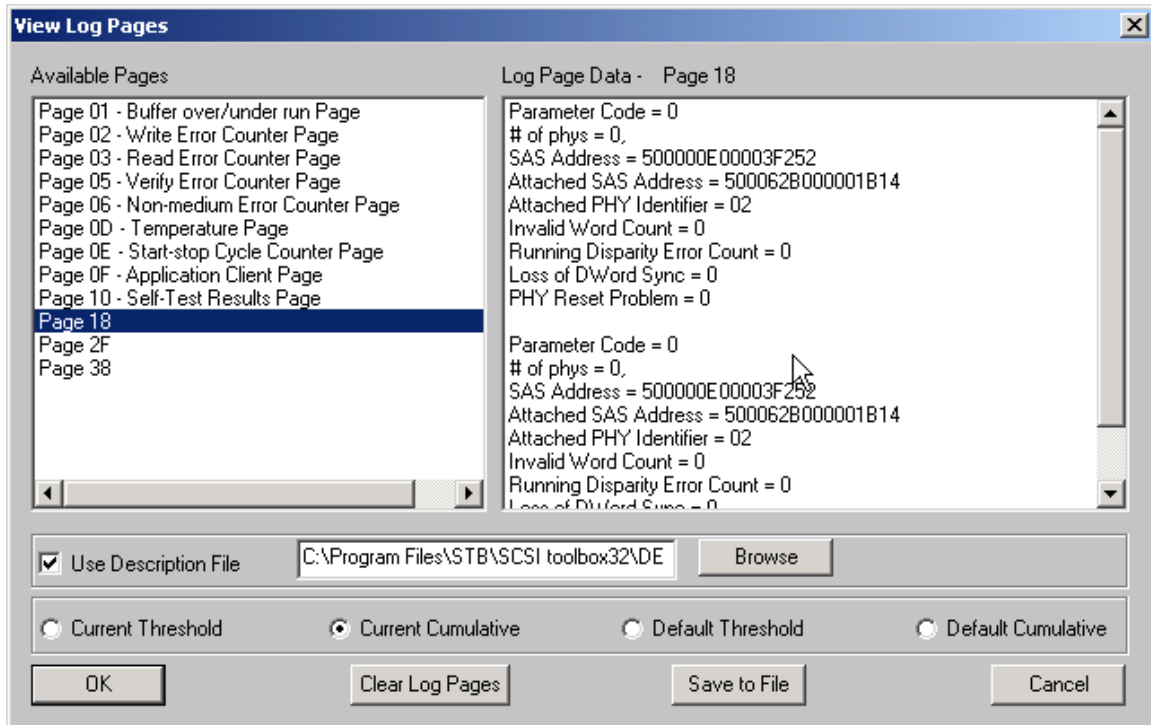 View Log Pages
Available Pages
Page 01 - Buffer over/under run Page
Page 02 - Write Error Counter Page
Page 03 - Read Error Counter Page
Page 05 - Verify Error Counter Page
Page 06 - Non-medium Error Counter Page
Page 0D - Temperature Page
Page 0E - Start-stop Cycle Counter Page
Page 0F - Application Client Page
Page 10 - Self-Test Results Page
Page 18
Page 2F
Page 38
Log Page Data - Page 18
Parameter Code = 0
# of phys = 0,
SAS Address = 500000E00003F252
Attached SAS Address = 500062B000001B14
Attached PHY Identifier = 02
Invalid Word Count = 0
Running Disparity Error Count = 0
Loss of DWord Sync = 0
PHY Reset Problem = 0
Parameter Code = 0
# of phys = 0,
SAS Address = 500000E00003F252
Attached SAS Address = 500062B000001B14
Attached PHY Identifier = 02
Invalid Word Count = 0
Running Disparity Error Count = 0
Loss of DWord Sync = 0
Use Description File
C:\Program Files\STB\SCSI toolbox32\DE
Browse
Current Threshold
Current Cumulative
Default Threshold
Default Cumulative
OK
Clear Log Pages
Save to File
Cancel